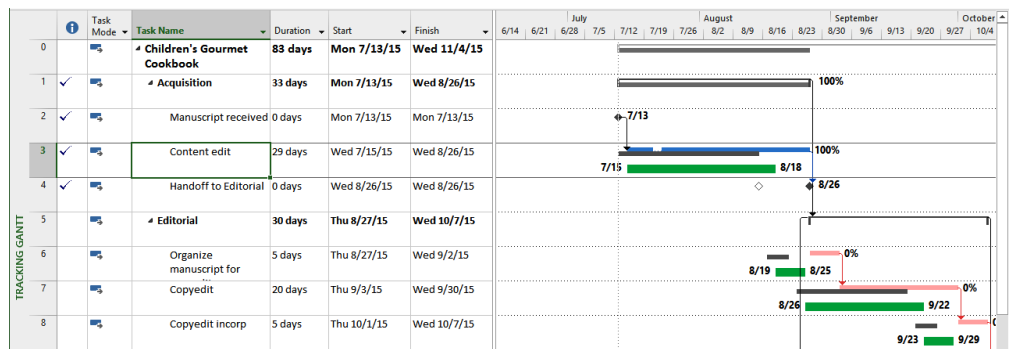 Task
Mode Task Name Duration Start Finish
July August September October
6/14 6/21 6/28 7/5 7/12 7/19 7/26 8/2 8/9 8/16 8/23 8/30 9/6 9/13 9/20 9/27 10/4
0 Children's Gourmet 83 days Mon 7/13/15 Wed 11/4/15
Cookbook
1 Acquisition 33 days Mon 7/13/15 Wed 8/26/15 100%
2 Manuscript received 0 days Mon 7/13/15 Mon 7/13/15 7/13
3 Content edit 29 days Wed 7/15/15 Wed 8/26/15 100%
7/15 8/18
4 Handoff to Editorial 0 days Wed 8/26/15 Wed 8/26/15 8/26
5 Editorial 30 days Thu 8/27/15 Wed 10/7/15
6 Organize 5 days Thu 8/27/15 Wed 9/2/15 0%
manuscript for 8/19 8/25
7 Copyedit 20 days Thu 9/3/15 Wed 9/30/15 0%
8/26 9/22
8 Copyedit incorp 5 days Thu 10/1/15 Wed 10/7/15
9/23 9/29
TRACKING GANTT